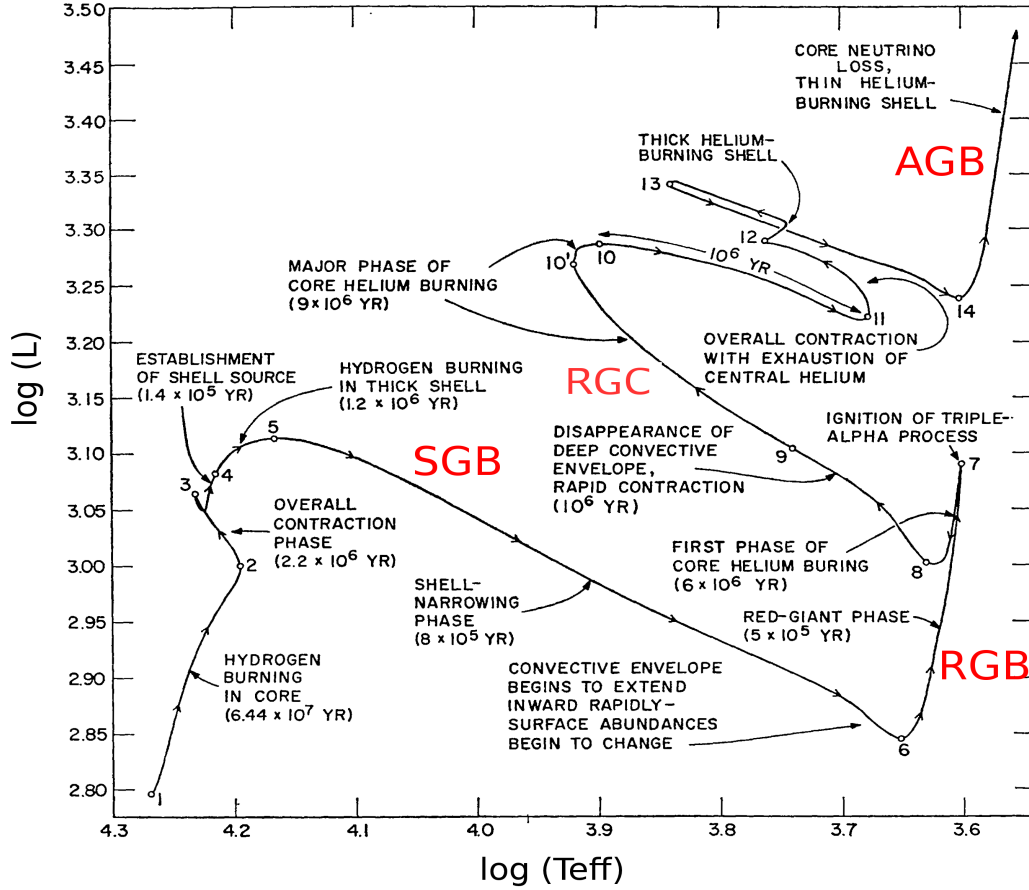 3.50
3.45
3.40
3.35
3.30
3.25
3.20
3.15
3.10
3.05
3.00
2.95
2.90
2.85
2.80
log (L)
4.3
4.2
4.1
4.0
3.9
3.8
3.7
3.6
log (Teff)
CORE NEUTRINO
LOSS,
THIN HELIUM–
BURNING SHELL
AGB
THICK HELIUM–
BURNING SHELL
13
12
10
10'
10⁶ YR
11
14
MAJOR PHASE OF
CORE HELIUM BURNING
(9 x 10⁶ YR)
OVERALL CONTRACTION
WITH EXHAUSTION OF
CENTRAL HELIUM
RGC
ESTABLISHMENT
OF SHELL SOURCE
(1.4 x 10⁵ YR)
HYDROGEN BURNING
IN THICK SHELL
(1.2 x 10⁶ YR)
5
4
3
SGB
IGNITION OF TRIPLE–
ALPHA PROCESS
7
DISAPPEARANCE OF
DEEP CONVECTIVE
ENVELOPE,
RAPID CONTRACTION
(10⁶ YR)
9
OVERALL
CONTRACTION
PHASE
(2.2 x 10⁶ YR)
2
FIRST PHASE OF
CORE HELIUM BURING
(6 x 10⁶ YR)
8
SHELL–
NARROWING
PHASE
(8 x 10⁵ YR)
RED-GIANT PHASE
(5 x 10⁵ YR)
RGB
HYDROGEN
BURNING
IN CORE
(6.44 x 10⁷ YR)
CONVECTIVE ENVELOPE
BEGINS TO EXTEND
INWARD RAPIDLY–
SURFACE ABUNDANCES
BEGIN TO CHANGE
6
1